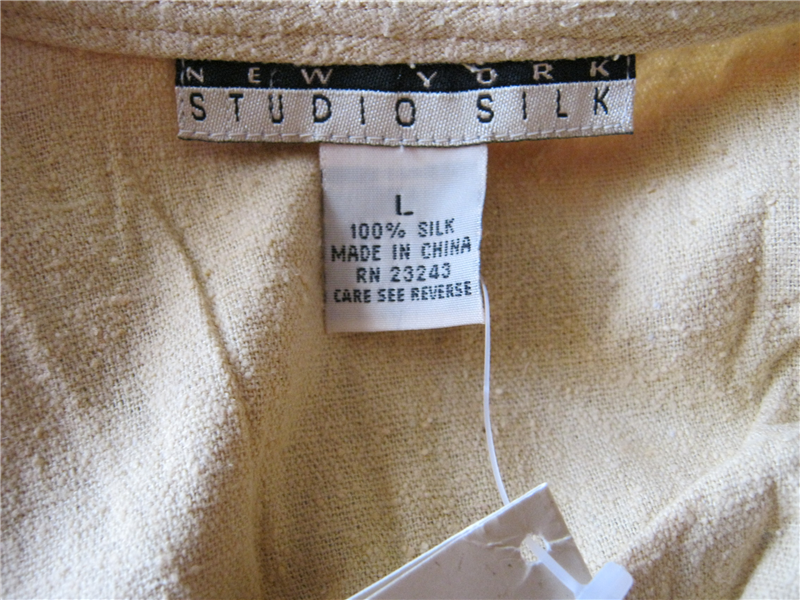 NEW YORK
STUDIO SILK
L
100% SILK
MADE IN CHINA
RN 23243
CARE SEE REVERSE